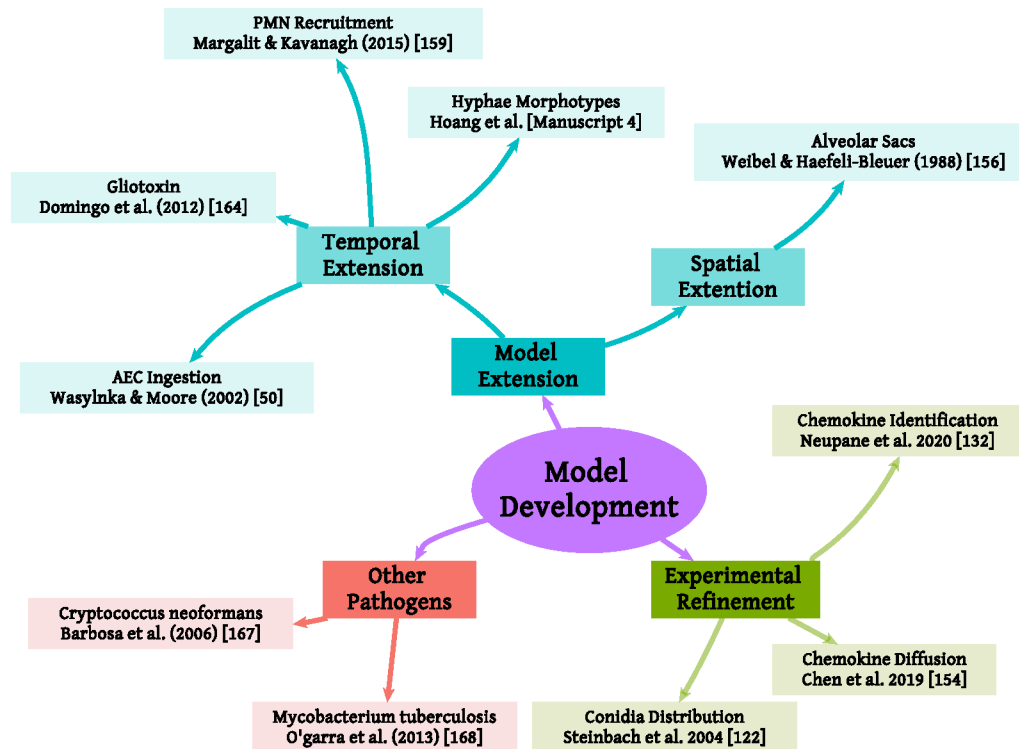 PMN Recruitment
Margalit & Kavanagh (2015) [159]
Hyphae Morphotypes
Hoang et al. [Manuscript 4]
Alveolar Sacs
Weibel & Haefeli-Bleuer (1988) [156]
Gliotoxin
Domingo et al. (2012) [164]
Temporal
Extension
Spatial
Extention
Model
Extension
AEC Ingestion
Wasylnka & Moore (2002) [50]
Chemokine Identification
Neupane et al. 2020 [132]
Model
Development
Other
Pathogens
Experimental
Refinement
Cryptococcus neoformans
Barbosa et al. (2006) [167]
Chemokine Diffusion
Chen et al. 2019 [154]
Mycobacterium tuberculosis
O'garra et al. (2013) [168]
Conidia Distribution
Steinbach et al. 2004 [122]